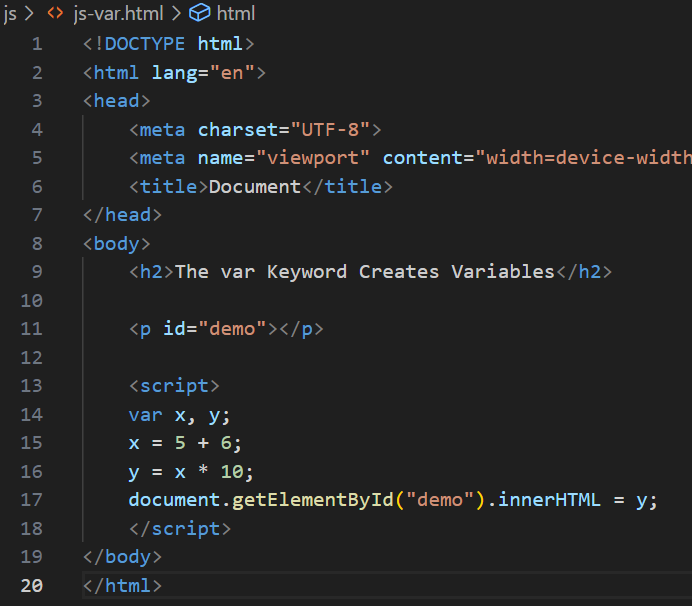 js > <> js-var.html > html
1 <!DOCTYPE html>
2 <html lang="en">
3 <head>
4     <meta charset="UTF-8">
5     <meta name="viewport" content="width=device-width
6     <title>Document</title>
7 </head>
8 <body>
9     <h2>The var Keyword Creates Variables</h2>
10
11     <p id="demo"></p>
12
13     <script>
14     var x, y;
15     x = 5 + 6;
16     y = x * 10;
17     document.getElementById("demo").innerHTML = y;
18     </script>
19 </body>
20 </html>